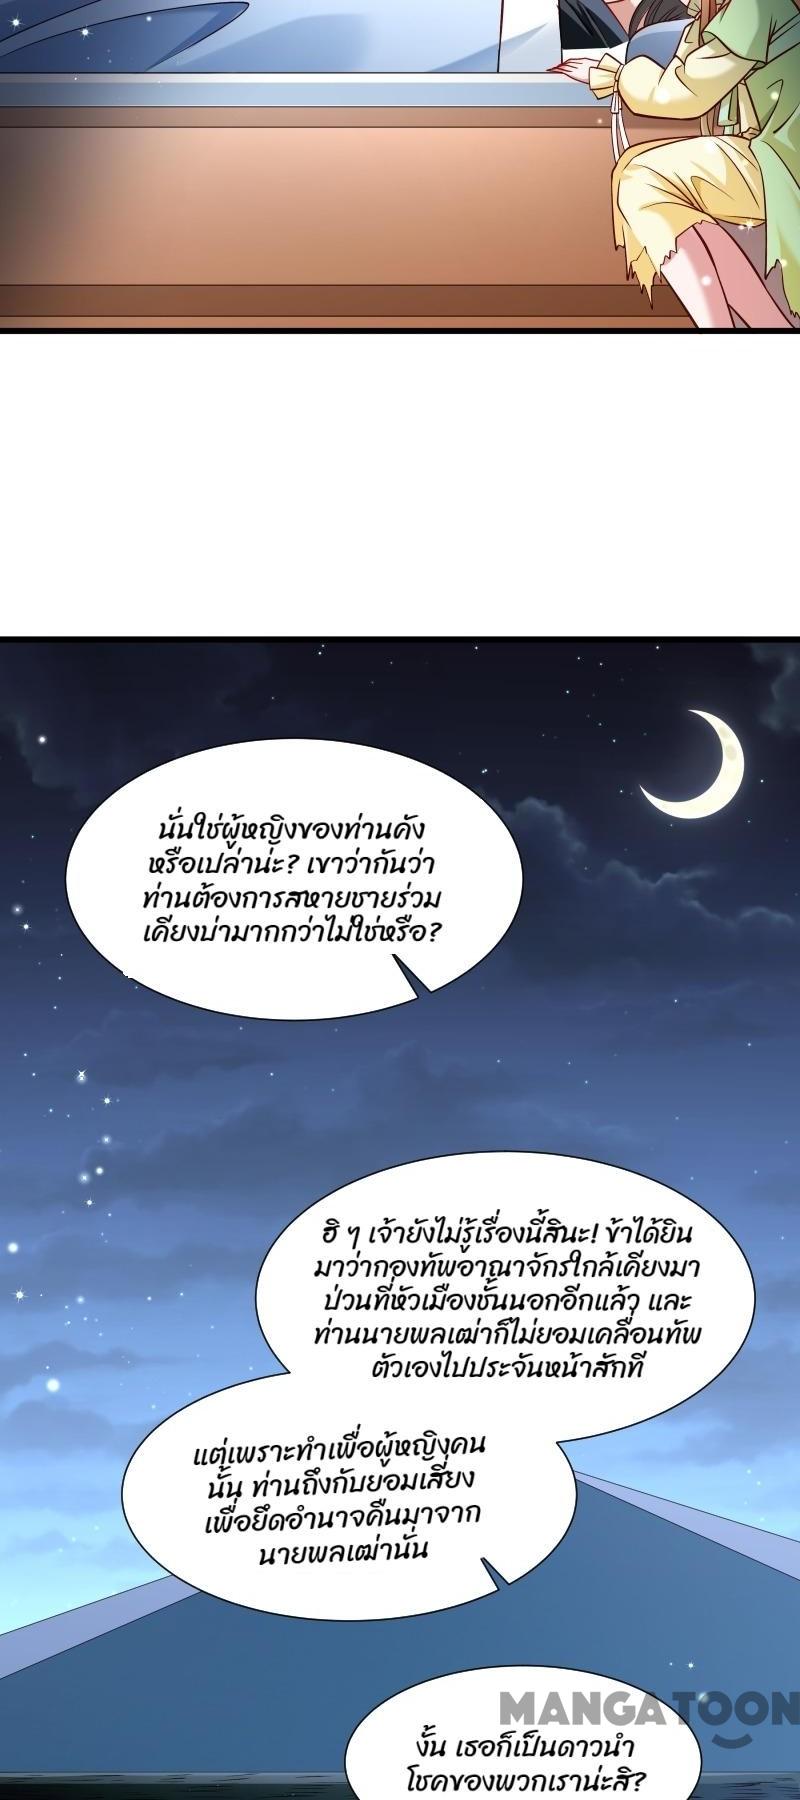 นั่นใช่ผู้หญิงของท่านคัง
หรือเปล่าน่ะ? เขาว่ากันว่า
ท่านต้องการสหายชายร่วม
เคียงบ่ามากกว่าไม่ใช่หรือ?
ฮิ ๆ เจ้ายังไม่รู้เรื่องนี้สินะ! ข้าได้ยิน
มาว่ากองทัพอาณาจักรใกล้เคียงมา
ป่วนที่หัวเมืองชั้นนอกอีกแล้ว และ
ท่านนายพลเฒ่าก็ไม่ยอมเคลื่อนทัพ
ตัวเองไปประจันหน้าสักที
แต่เพราะทำเพื่อผู้หญิงคน
นั้น ท่านถึงกับยอมเสี่ยง
เพื่อยึดอำนาจคืนมาจาก
นายพลเฒ่านั่น
MANGATOON
งั้น เธอก็เป็นดาวนำ
โชคของพวกเราน่ะสิ?